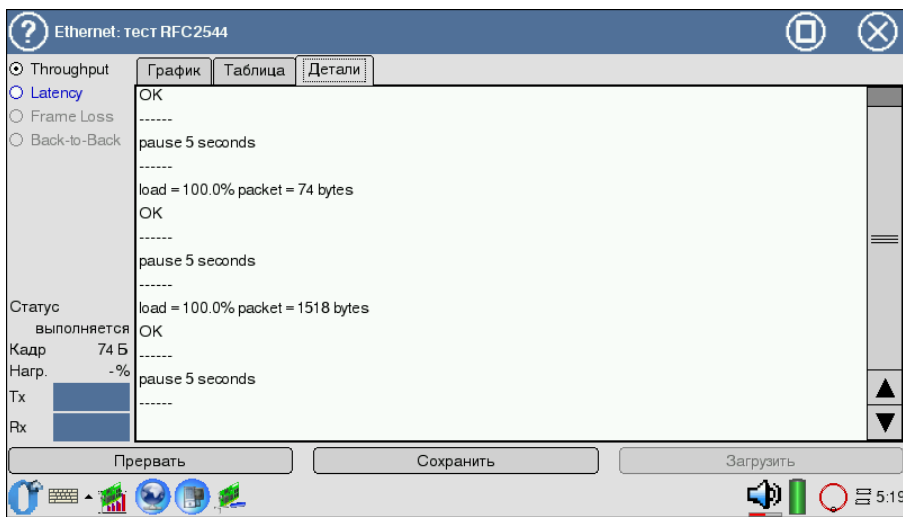 Ethernet: тест RFC2544
Throughput
Latency
Frame Loss
Back-to-Back
График Таблица Детали
OK
------
pause 5 seconds
------
load = 100.0% packet = 74 bytes
OK
------
pause 5 seconds
------
load = 100.0% packet = 1518 bytes
OK
------
pause 5 seconds
------
Статус
выполняется
Кадр 74 Б
Нагр. -%
Tx
Rx
Прервать Сохранить Загрузить
5:19